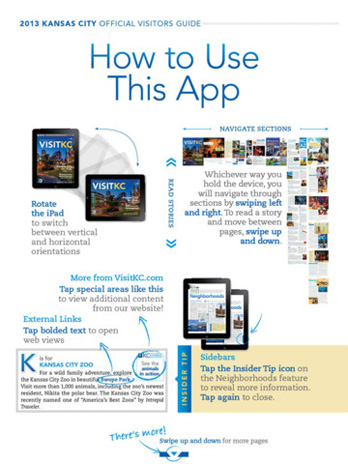 2013 KANSAS CITY OFFICIAL VISITORS GUIDE
How to Use
This App
NAVIGATE SECTIONS
VISITKC
VISITKC
READ STORIES
Whichever way you
hold the device, you
will navigate through
sections by swiping left
and right. To read a story
and move between
pages, swipe up
and down.
Rotate
the iPad
to switch
between vertical
and horizontal
orientations
More from VisitKC.com
Tap special areas like this
to view additional content
from our website!
External Links
Tap bolded text to open
web views
Neighborhoods
K is for
KANSAS CITY ZOO
For a wild family adventure, explore
the Kansas City Zoo in beautiful Swope Park.
Visit more than 1,000 animals, including the zoo's newest
resident, Nikita the polar bear. The Kansas City Zoo was
recently named one of "America's Best Zoos" by Intrepid
Traveler.
See the
animals
in action
INSIDER TIP
Sidebars
Tap the Insider Tip icon on
the Neighborhoods feature
to reveal more information.
Tap again to close.
There's more!
Swipe up and down for more pages